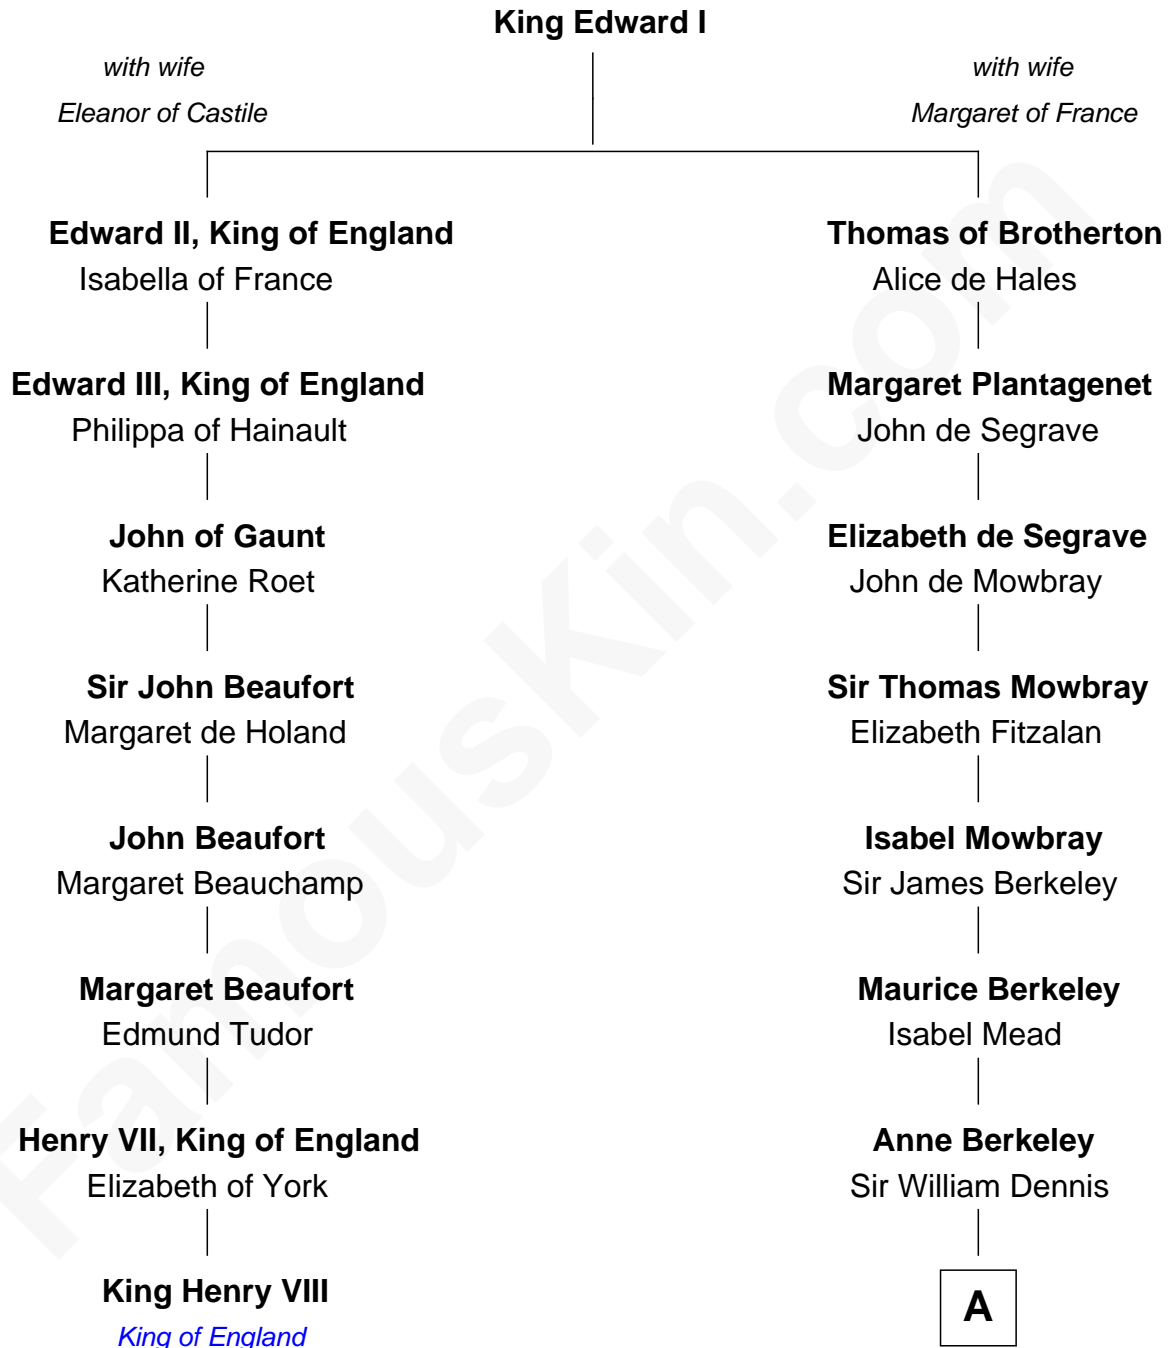 King Edward I
with wife
Eleanor of Castile
with wife
Margaret of France
Edward II, King of England
Isabella of France
Thomas of Brotherton
Alice de Hales
Edward III, King of England
Philippa of Hainault
Margaret Plantagenet
John de Segrave
John of Gaunt
Katherine Roet
Elizabeth de Segrave
John de Mowbray
Sir John Beaufort
Margaret de Holand
Sir Thomas Mowbray
Elizabeth Fitzalan
John Beaufort
Margaret Beauchamp
Isabel Mowbray
Sir James Berkeley
Margaret Beaufort
Edmund Tudor
Maurice Berkeley
Isabel Mead
Henry VII, King of England
Elizabeth of York
Anne Berkeley
Sir William Dennis
King Henry VIII
King of England
A
FamousKin.com